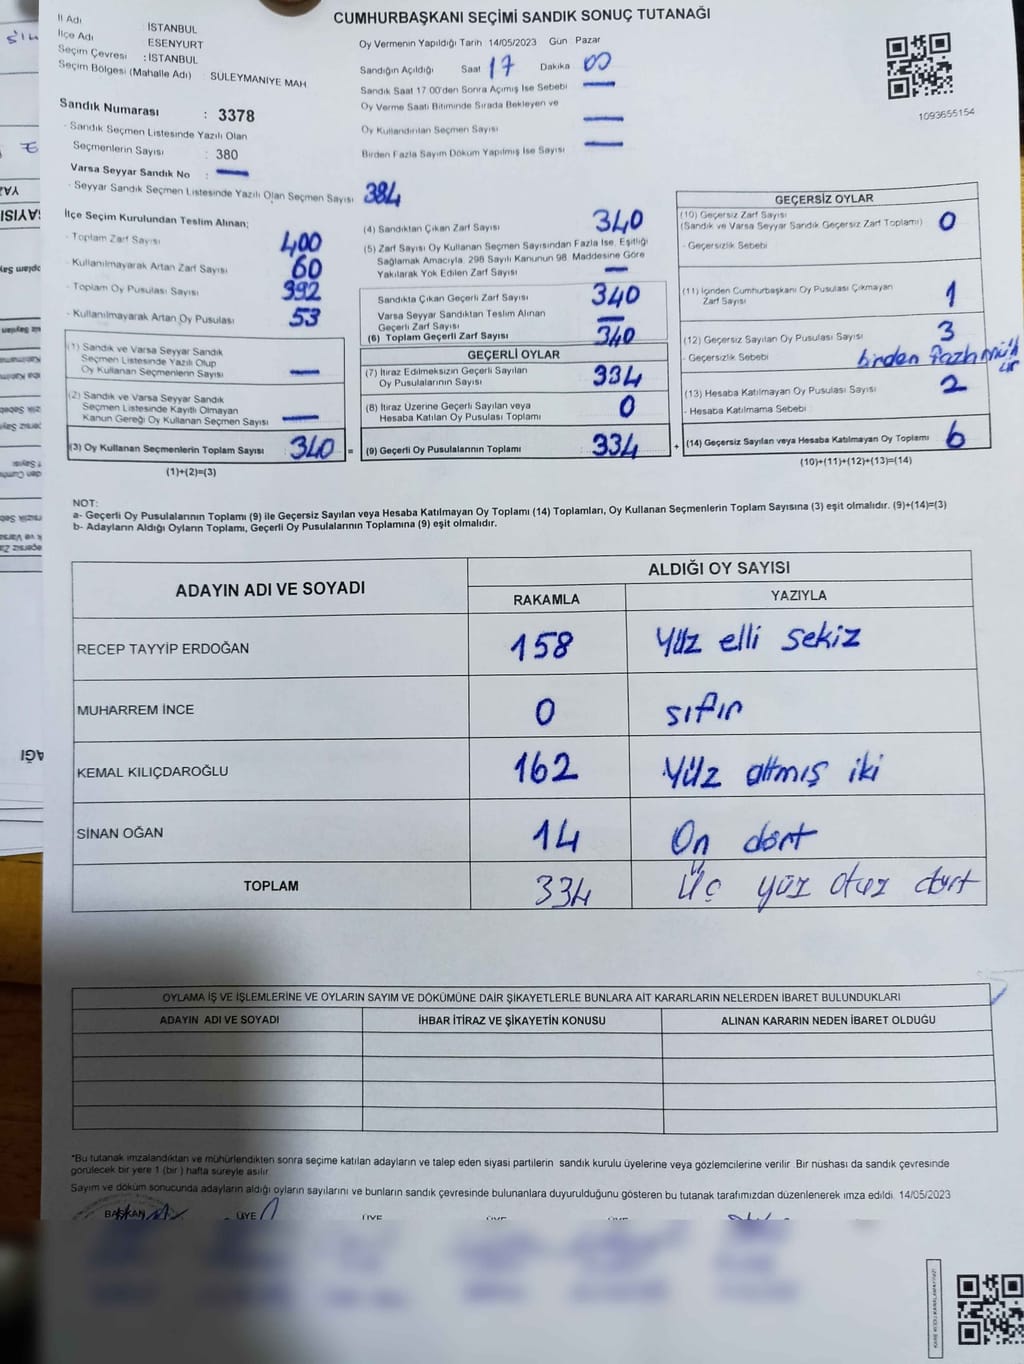 CUMHURBAŞKANI SEÇİMİ SANDIK SONUÇ TUTANAĞI
İl Adı İSTANBUL
İlçe Adı ESENYURT
Seçim Çevresi : İSTANBUL
Seçim Bölgesi (Mahalle Adı) SULEYMANİYE MAH
Oy Vermenin Yapıldığı Tarih 14/05/2023 Gün Pazar
Sandığın Açıldığı Saat 17 Dakika 00
Sandık Saat 17:00'den Sonra Açımış İse Sebebi
Oy Verme Saati Bitiminde Sırada Bekleyen ve
Oy Kullandırılan Seçmen Sayısı
Birden Fazla Sayım Döküm Yapılmış İse Sayısı
1093655154
Sandık Numarası : 3378
- Sandık Seçmen Listesinde Yazılı Olan
Seçmenlerin Sayısı : 380
Varsa Seyyar Sandık No :
- Seyyar Sandık Seçmen Listesinde Yazılı Olan Seçmen Sayısı 384
İlçe Seçim Kurulundan Teslim Alınan;
- Toplam Zarf Sayısı 400
- Kullanılmayarak Artan Zarf Sayısı 60
- Toplam Oy Pusulası Sayısı 392
- Kullanılmayarak Artan Oy Pusulası 53
(1) Sandık ve Varsa Seyyar Sandık
Seçmen Listesinde Yazılı Olup
Oy Kullanan Seçmenlerin Sayısı
(2) Sandık ve Varsa Seyyar Sandık
Seçmen Listesinde Kayıtlı Olmayan
Kanun Gereği Oy Kullanan Seçmen Sayısı
(3) Oy Kullanan Seçmenlerin Toplam Sayısı 340 =
(1)+(2)=(3)
(4) Sandıktan Çıkan Zarf Sayısı 340
(5) Zarf Sayısı Oy Kullanan Seçmen Sayısından Fazla İse, Eşitliği
Sağlamak Amacıyla, 298 Sayılı Kanunun 98. Maddesine Göre
Yakılarak Yok Edilen Zarf Sayısı
Sandıkta Çıkan Geçerli Zarf Sayısı 340
Varsa Seyyar Sandıktan Teslim Alınan
Geçerli Zarf Sayısı
(6) Toplam Geçerli Zarf Sayısı 340
GEÇERLİ OYLAR
(7) İtiraz Edilmeksizin Geçerli Sayılan
Oy Pusulalarının Sayısı 334
(8) İtiraz Üzerine Geçerli Sayılan veya
Hesaba Katılan Oy Pusulası Toplamı 0
(9) Geçerli Oy Pusulalarının Toplamı 334 +
GEÇERSİZ OYLAR
(10) Geçersiz Zarf Sayısı
(Sandık ve Varsa Seyyar Sandık Geçersiz Zarf Toplamı) 0
- Geçersizlik Sebebi
(11) İçinden Cumhurbaşkanı Oy Pusulası Çıkmayan
Zarf Sayısı 1
(12) Geçersiz Sayılan Oy Pusulası Sayısı 3
- Geçersizlik Sebebi birden fazla
(13) Hesaba Katılmayan Oy Pusulası Sayısı 2
- Hesaba Katılmama Sebebi
(14) Geçersiz Sayılan veya Hesaba Katılmayan Oy Toplamı 6
(10)+(11)+(12)+(13)=(14)
NOT:
a- Geçerli Oy Pusulalarının Toplamı (9) ile Geçersiz Sayılan veya Hesaba Katılmayan Oy Toplamı (14) Toplamları, Oy Kullanan Seçmenlerin Toplam Sayısına (3) eşit olmalıdır. (9)+(14)=(3)
b- Adayların Aldığı Oyların Toplamı, Geçerli Oy Pusulalarının Toplamına (9) eşit olmalıdır.
ADAYIN ADI VE SOYADI ALDIĞI OY SAYISI
RAKAMLA YAZIYLA
RECEP TAYYİP ERDOĞAN 158 Yüz elli sekiz
MUHARREM İNCE 0 sıfır
KEMAL KILIÇDAROĞLU 162 Yüz altmış iki
SİNAN OĞAN 14 On dört
TOPLAM 334 Üç yüz otuz dört
OYLAMA İŞ VE İŞLEMLERİNE VE OYLARIN SAYIM VE DÖKÜMÜNE DAİR ŞİKAYETLERLE BUNLARA AİT KARARLARIN NELERDEN İBARET BULUNDUKLARI
ADAYIN ADI VE SOYADI İHBAR İTİRAZ VE ŞİKAYETİN KONUSU ALINAN KARARIN NEDEN İBARET OLDUĞU
*Bu tutanak imzalandıktan ve mühürlendikten sonra seçime katılan adayların ve talep eden siyasi partilerin sandık kurulu üyelerine veya gözlemcilerine verilir. Bir nüshası da sandık çevresinde
görülecek bir yere 1 (bir ) hafta süreyle asılır.
Sayım ve döküm sonucunda adayların aldığı oyların sayılarını ve bunların sandık çevresinde bulunanlara duyurulduğunu gösteren bu tutanak tarafımızdan düzenlenerek imza edildi. 14/05/2023
BAŞKAN ÜYE ÜYE ÜYE ÜYE